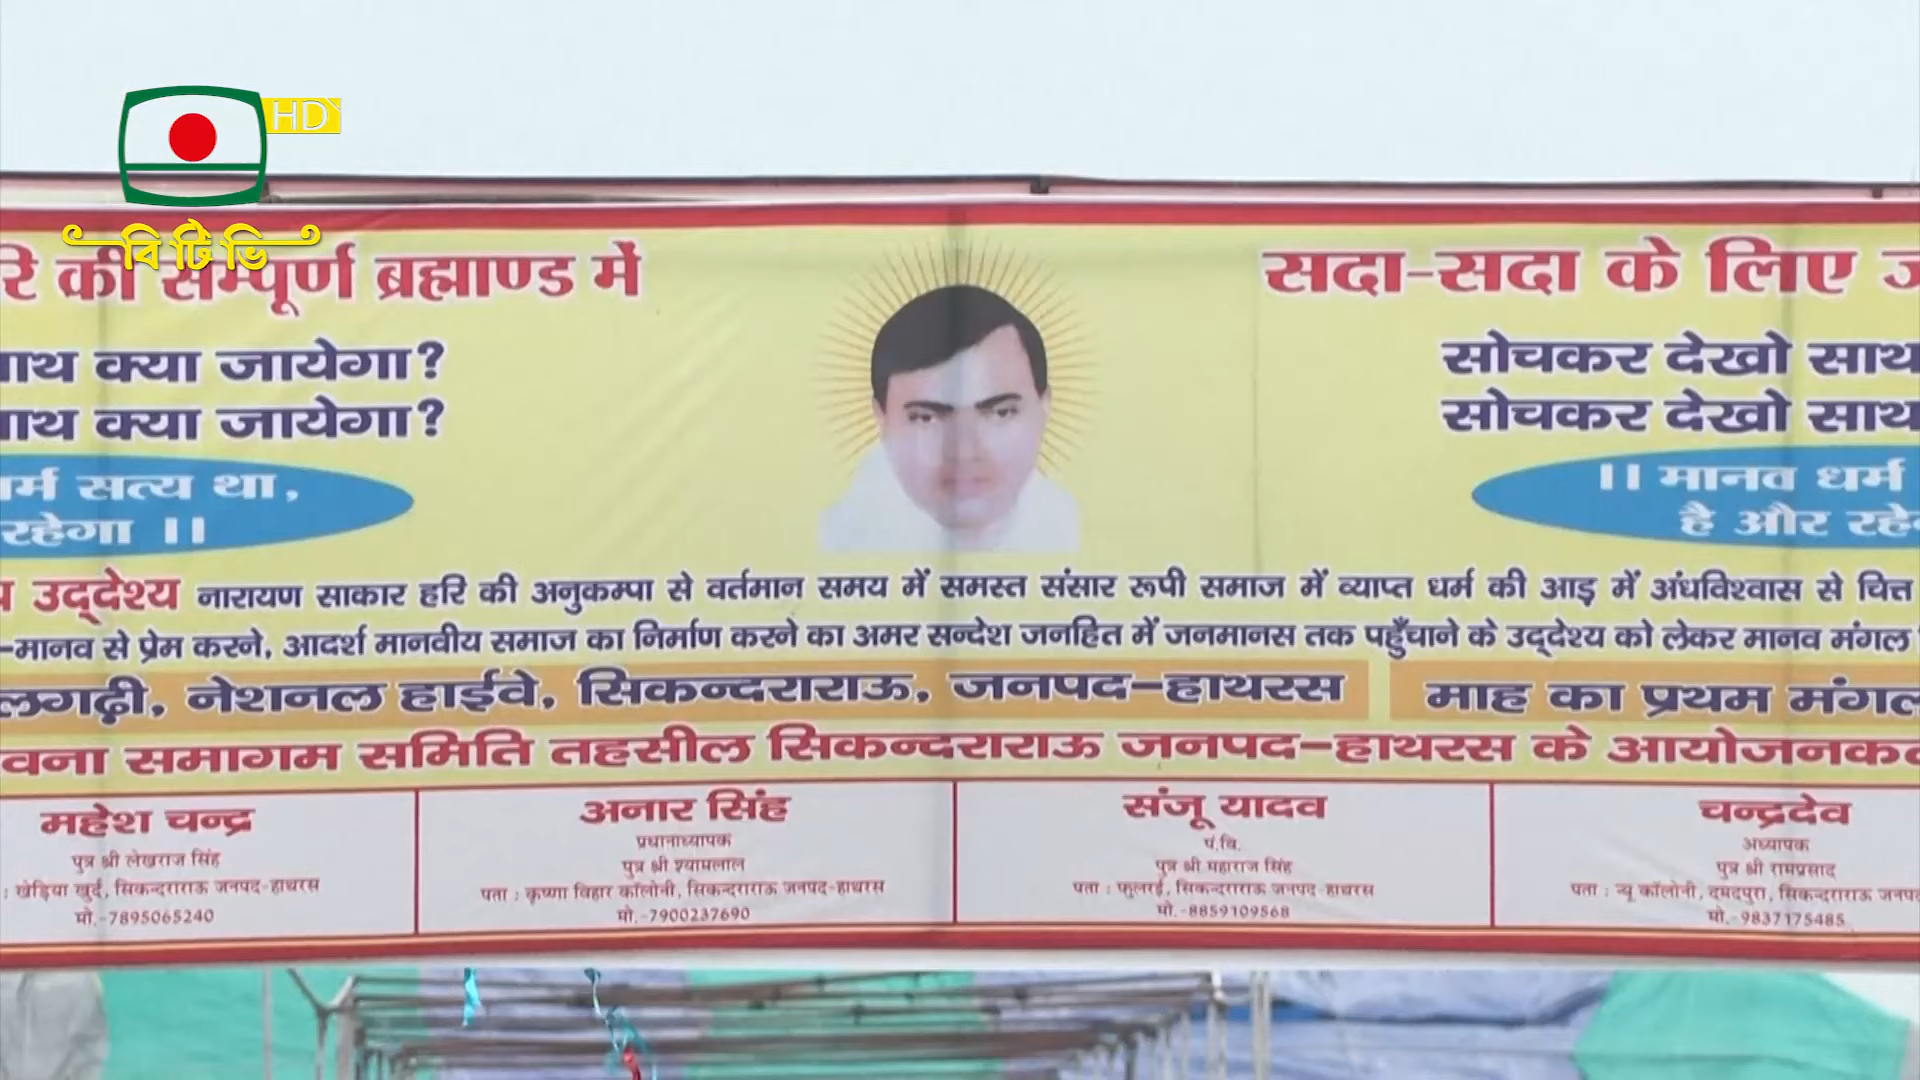 HD
বিটিভি
रि की सम्पूर्ण ब्रह्माण्ड में
सदा-सदा के लिए ज
ाथ क्या जायेगा?
सोचकर देखो साथ
ाथ क्या जायेगा?
सोचकर देखो साथ
र्म सत्य था,
रहेगा ।।
।। मानव धर्म
है और रहे
उद्देश्य नारायण साकार हरि की अनुकम्पा से वर्तमान समय में समस्त संसार रूपी समाज में व्याप्त धर्म की आड़ में अंधविश्वास से चित्त
-मानव से प्रेम करने, आदर्श मानवीय समाज का निर्माण करने का अमर सन्देश जनहित में जनमानस तक पहुँचाने के उद्देश्य को लेकर मानव मंगल
लगढ़ी, नेशनल हाईवे, सिकन्दराराऊ, जनपद-हाथरस
माह का प्रथम मंगल
वना समागम समिति तहसील सिकन्दराराऊ जनपद-हाथरस के आयोजनकर्
महेश चन्द्र
पुत्र श्री लेखराज सिंह
: खेड़िया खुर्द, सिकन्दराराऊ जनपद-हाथरस
मो.-7895065240
अनार सिंह
प्रधानाध्यापक
पुत्र श्री श्यामलाल
पता : कृष्णा विहार कॉलोनी, सिकन्दराराऊ जनपद-हाथरस
मो.-7900237690
संजू यादव
पं.वि.
पुत्र श्री महाराज सिंह
पता : फुलरई, सिकन्दराराऊ जनपद-हाथरस
मो.-8859109568
चन्द्रदेव
अध्यापक
पुत्र श्री रामप्रसाद
पता : न्यू कॉलोनी, दमदपुरा, सिकन्दराराऊ जनपद
मो.-9837175485